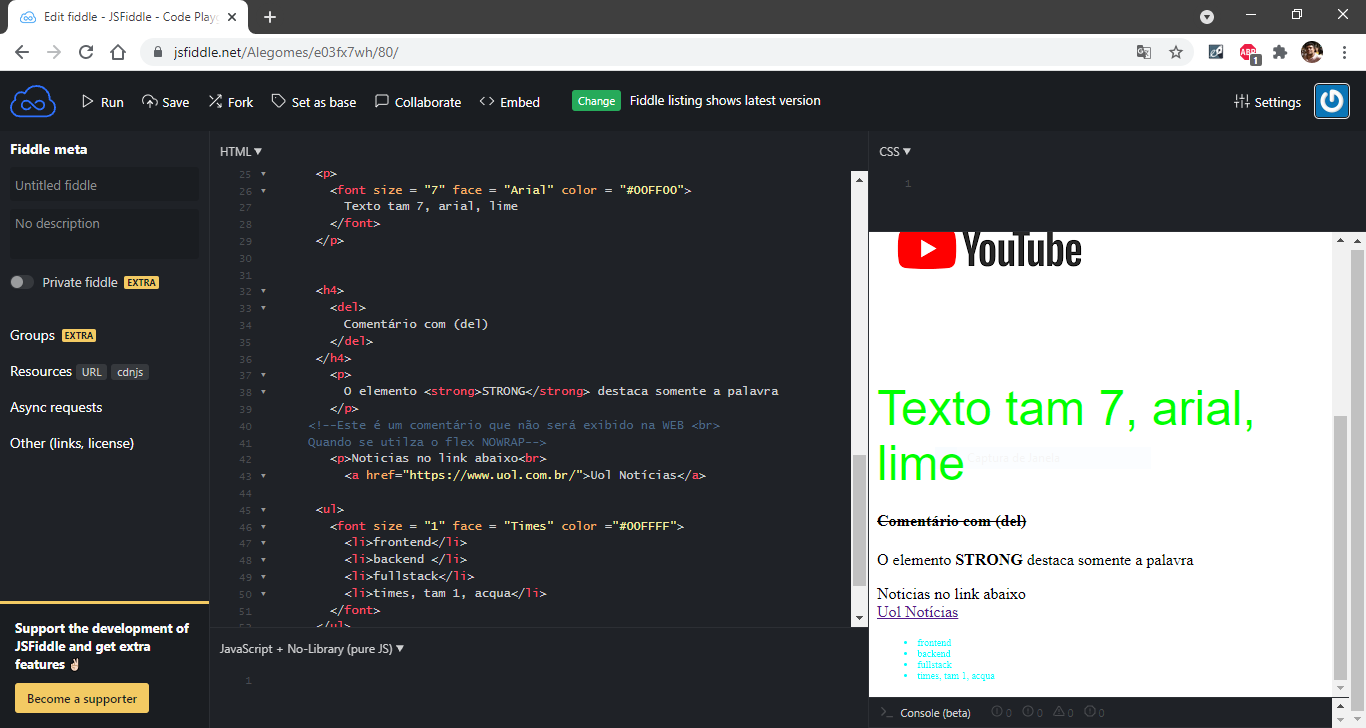 Edit fiddle - JSFiddle - Code Play
jsfiddle.net/Alegomes/e03fx7wh/80/
ABP
1
Run
Save
Fork
Set as base
Collaborate
Embed
Change
Fiddle listing shows latest version
Settings
Fiddle meta
Untitled fiddle
No description
Private fiddle EXTRA
Groups EXTRA
Resources URL cdnjs
Async requests
Other (links, license)
Support the development of
JSFiddle and get extra
features ✌🏻
Become a supporter
HTML ▼
25 <p>
26 <font size = "7" face = "Arial" color = "#00FF00">
27 Texto tam 7, arial, lime
28 </font>
29 </p>
30
31
32 <h4>
33 <del>
34 Comentário com (del)
35 </del>
36 </h4>
37 <p>
38 O elemento <strong>STRONG</strong> destaca somente a palavra
39 </p>
40 <!--Este é um comentário que não será exibido na WEB <br>
41 Quando se utilza o flex NOWRAP-->
42 <p>Noticias no link abaixo<br>
43 <a href="https://www.uol.com.br/">Uol Notícias</a>
44
45 <ul>
46 <font size = "1" face = "Times" color ="#00FFFF">
47 <li>frontend</li>
48 <li>backend </li>
49 <li>fullstack</li>
50 <li>times, tam 1, acqua</li>
51 </font>
52 </ul>
JavaScript + No-Library (pure JS) ▼
1
CSS ▼
1
YouTube
Texto tam 7, arial,
lime
Captura de janela
Comentário com (del)
O elemento STRONG destaca somente a palavra
Noticias no link abaixo
Uol Notícias
frontend
backend
fullstack
times, tam 1, acqua
>_ Console (beta) 0 0 0 0